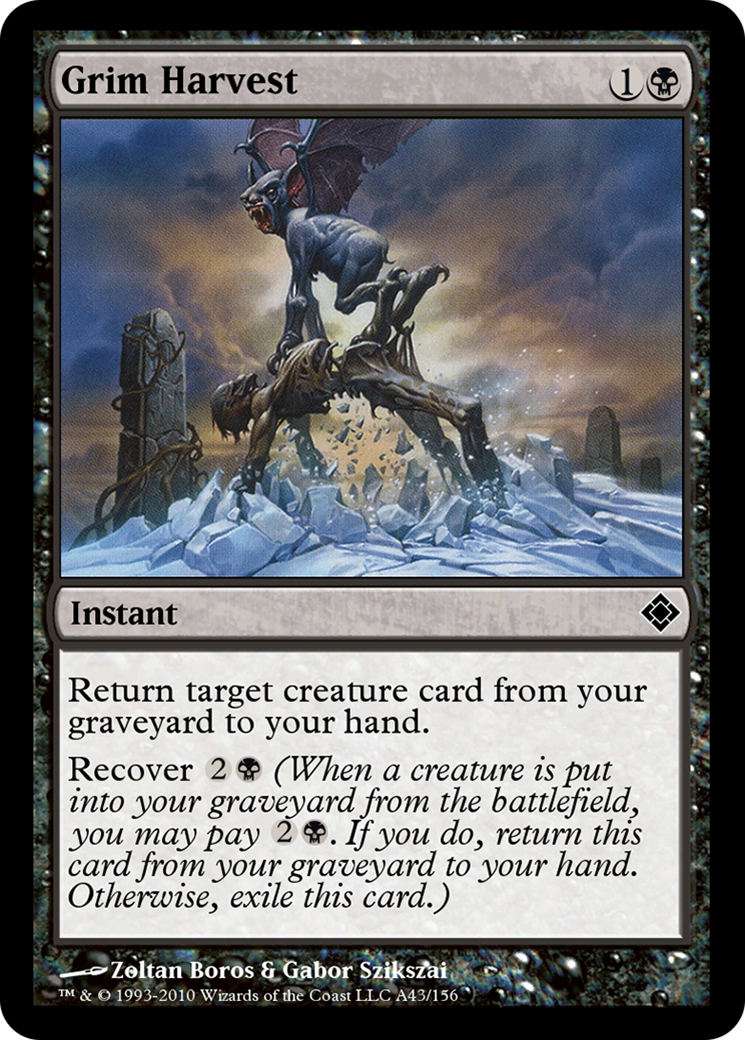 Grim Harvest 1
Instant
Return target creature card from your
graveyard to your hand.
Recover 2 (When a creature is put
into your graveyard from the battlefield,
you may pay 2. If you do, return this
card from your graveyard to your hand.
Otherwise, exile this card.)
Zoltan Boros & Gabor Szikszai
™ & © 1993-2010 Wizards of the Coast LLC A43/156